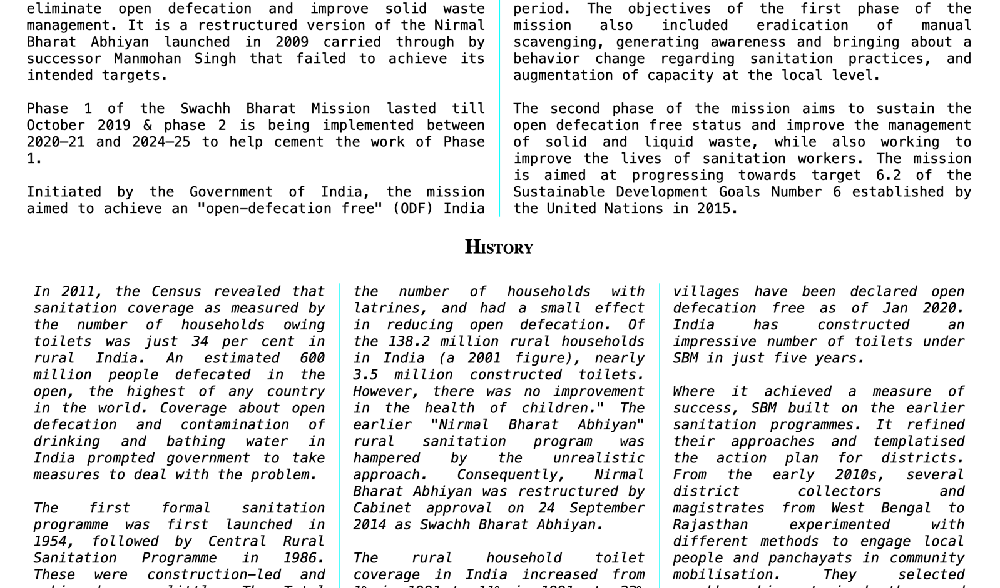 eliminate open defecation and improve solid waste
management. It is a restructured version of the Nirmal
Bharat Abhiyan launched in 2009 carried through by
successor Manmohan Singh that failed to achieve its
intended targets.
Phase 1 of the Swachh Bharat Mission lasted till
October 2019 & phase 2 is being implemented between
2020–21 and 2024–25 to help cement the work of Phase
1.
Initiated by the Government of India, the mission
aimed to achieve an "open-defecation free" (ODF) India
period. The objectives of the first phase of the
mission also included eradication of manual
scavenging, generating awareness and bringing about a
behavior change regarding sanitation practices, and
augmentation of capacity at the local level.
The second phase of the mission aims to sustain the
open defecation free status and improve the management
of solid and liquid waste, while also working to
improve the lives of sanitation workers. The mission
is aimed at progressing towards target 6.2 of the
Sustainable Development Goals Number 6 established by
the United Nations in 2015.
History
In 2011, the Census revealed that
sanitation coverage as measured by
the number of households owing
toilets was just 34 per cent in
rural India. An estimated 600
million people defecated in the
open, the highest of any country
in the world. Coverage about open
defecation and contamination of
drinking and bathing water in
India prompted government to take
measures to deal with the problem.
The first formal sanitation
programme was first launched in
1954, followed by Central Rural
Sanitation Programme in 1986.
These were construction-led and
little. The Total
the number of households with
latrines, and had a small effect
in reducing open defecation. Of
the 138.2 million rural households
in India (a 2001 figure), nearly
3.5 million constructed toilets.
However, there was no improvement
in the health of children." The
earlier "Nirmal Bharat Abhiyan"
rural sanitation program was
hampered by the unrealistic
approach. Consequently, Nirmal
Bharat Abhiyan was restructured by
Cabinet approval on 24 September
2014 as Swachh Bharat Abhiyan.
The rural household toilet
coverage in India increased from
1% in 1981 to 11% in 1991, to 22%
villages have been declared open
defecation free as of Jan 2020.
India has constructed an
impressive number of toilets under
SBM in just five years.
Where it achieved a measure of
success, SBM built on the earlier
sanitation programmes. It refined
their approaches and templatised
the action plan for districts.
From the early 2010s, several
district collectors and
magistrates from West Bengal to
Rajasthan experimented with
different methods to engage local
people and panchayats in community
mobilisation. They selected